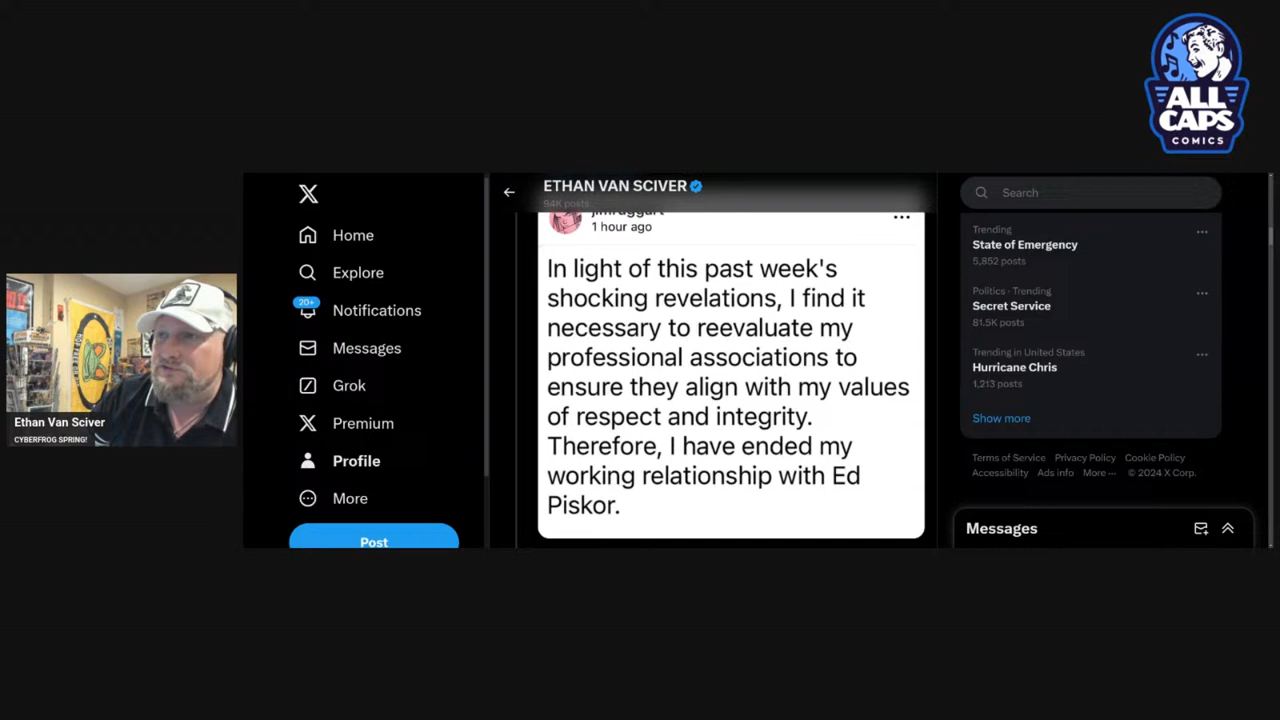 ALL
CAPS
COMICS
ETHAN VAN SCIVER
94K posts
Search
Home
Explore
20+
Notifications
Messages
Grok
Premium
Profile
More
Post
jimruggart
1 hour ago
In light of this past week's
shocking revelations, I find it
necessary to reevaluate my
professional associations to
ensure they align with my values
of respect and integrity.
Therefore, I have ended my
working relationship with Ed
Piskor.
Trending
State of Emergency
5,852 posts
Politics · Trending
Secret Service
81.5K posts
Trending in United States
Hurricane Chris
1,213 posts
Show more
Terms of Service Privacy Policy Cookie Policy
Accessibility Ads info More ··· © 2024 X Corp.
Messages
Ethan Van Sciver
CYBERFROG SPRING!